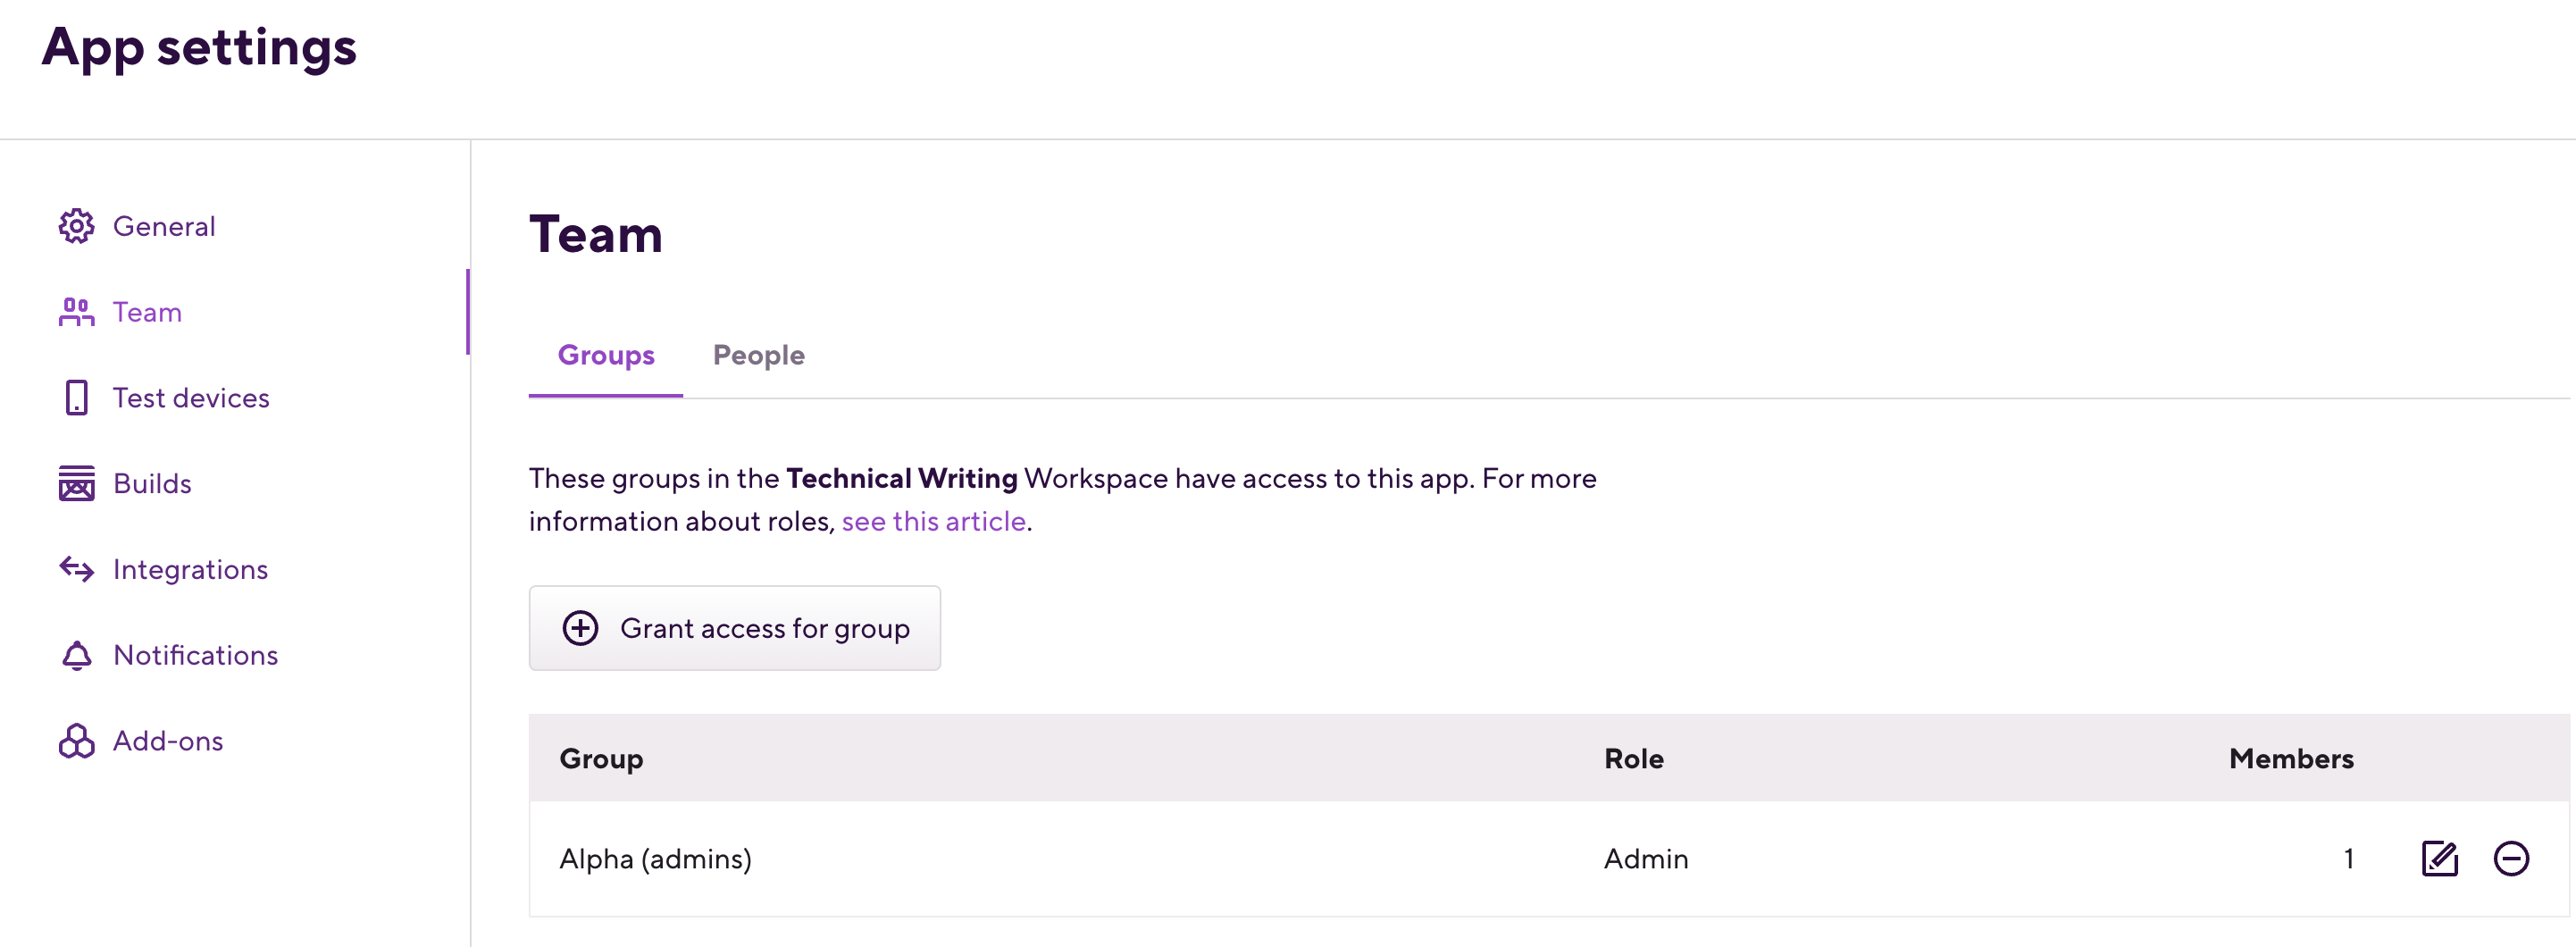 App settings
General
Team
Test devices
Builds
Integrations
Notifications
Add-ons
Team
Groups People
These groups in the Technical Writing Workspace have access to this app. For more
information about roles, see this article.
Grant access for group
Group Role Members
Alpha (admins) Admin 1